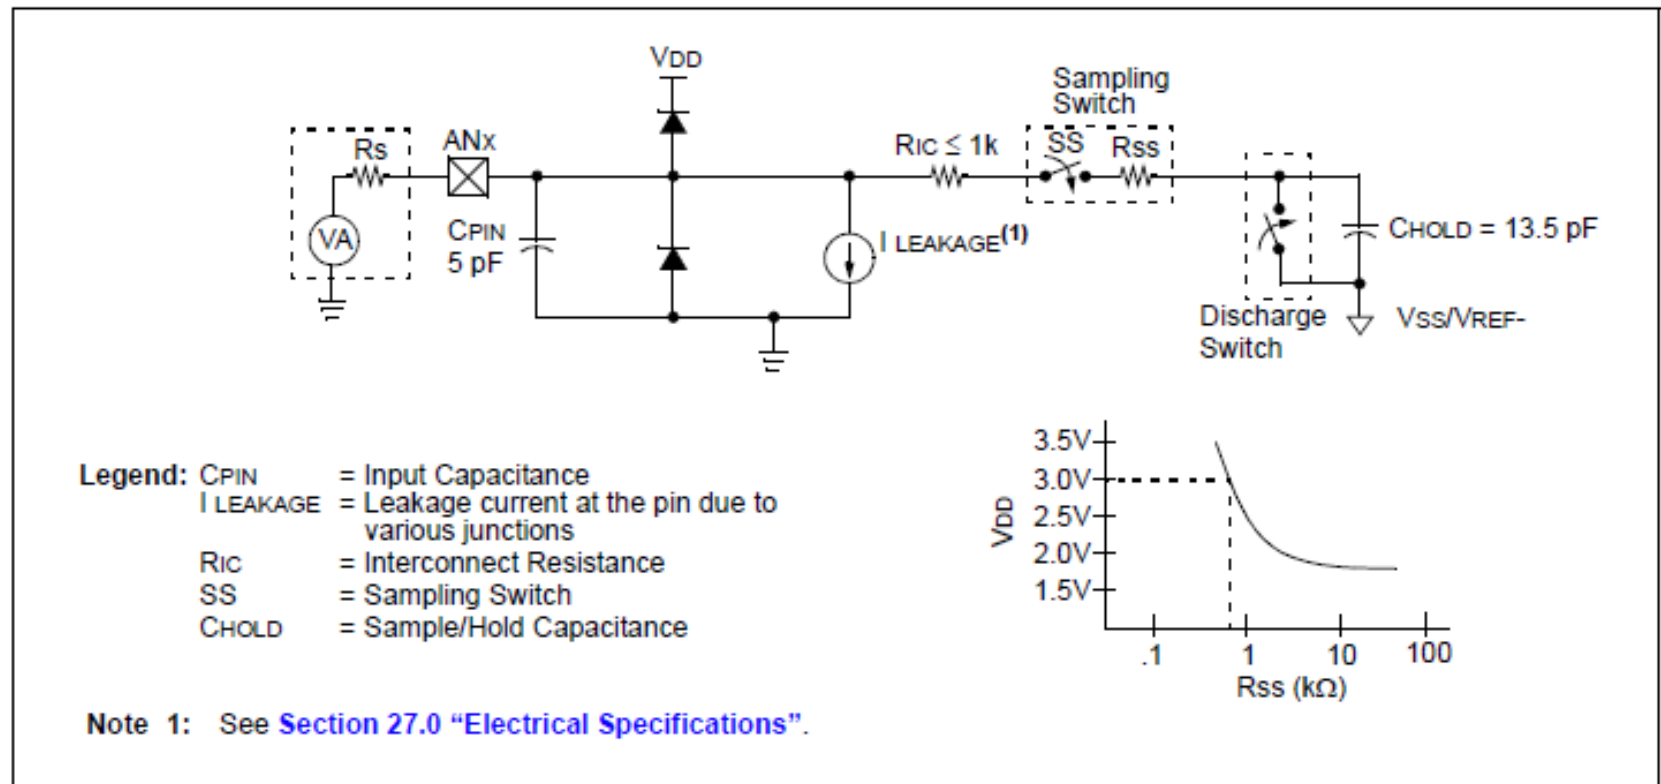 VDD
Sampling
Switch
Rs
ANx
RIC ≤ 1k
SS
Rss
VA
CPIN
5 pF
I LEAKAGE(1)
CHOLD = 13.5 pF
Discharge
Switch
VSS/VREF-
Legend: CPIN = Input Capacitance
I LEAKAGE = Leakage current at the pin due to
various junctions
RIC = Interconnect Resistance
SS = Sampling Switch
CHOLD = Sample/Hold Capacitance
VDD
3.5V
3.0V
2.5V
2.0V
1.5V
.1 1 10 100
Rss (kΩ)
Note 1: See Section 27.0 “Electrical Specifications”.